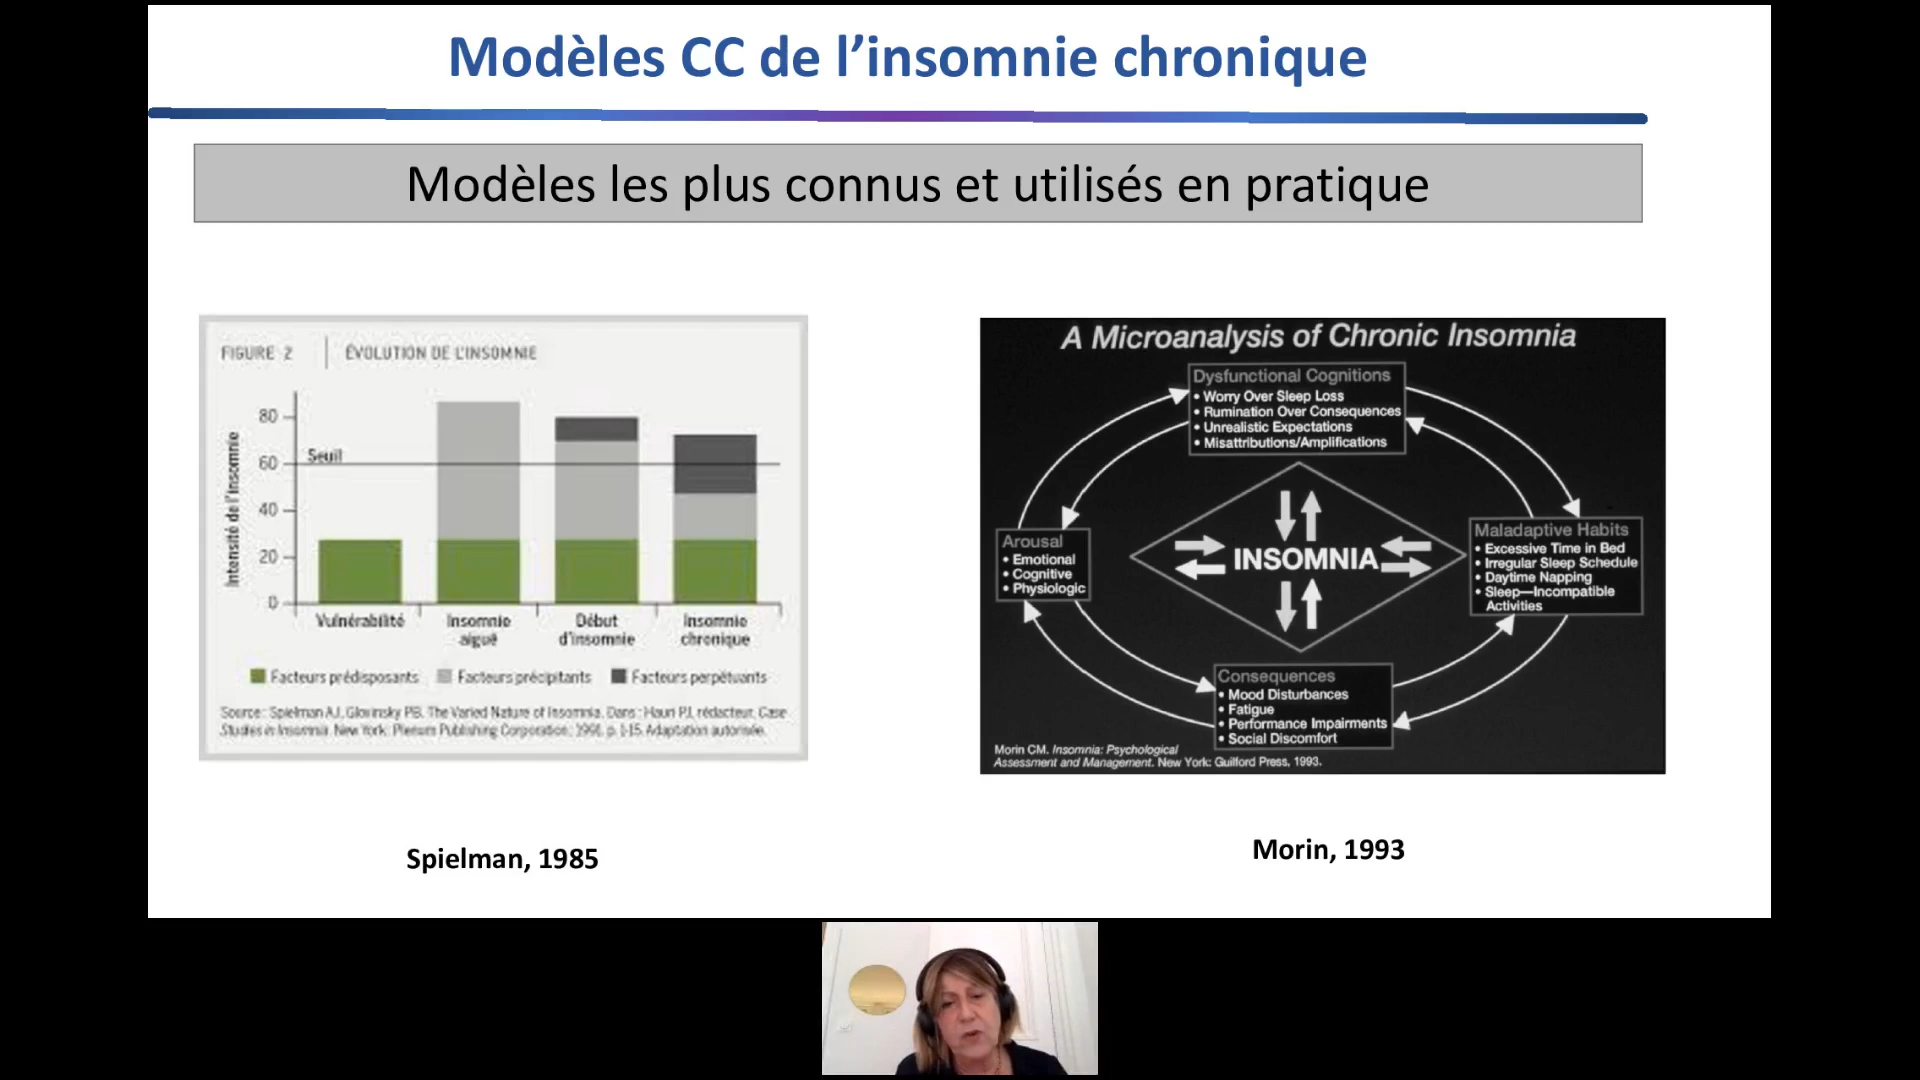 Modèles CC de l’insomnie chronique
Modèles les plus connus et utilisés en pratique
FIGURE 2
ÉVOLUTION DE L'INSOMNIE
Intensité de l'insomnie
80
60
40
20
0
Seuil
Vulnérabilité
Insomnie
aiguë
Début
d'insomnie
Insomnie
chronique
Facteurs prédisposants
Facteurs précipitants
Facteurs perpétuants
Source : Spielman AJ, Glovinsky PB. The Varied Nature of Insomnia. Dans : Hauri PJ, rédacteur. Case
Studies in Insomnia. New York: Plenum Publishing Corporation; 1991. p. 1-15. Adaptation autorisée.
Spielman, 1985
A Microanalysis of Chronic Insomnia
Dysfunctional Cognitions
• Worry Over Sleep Loss
• Rumination Over Consequences
• Unrealistic Expectations
• Misattributions/Amplifications
Arousal
• Emotional
• Cognitive
• Physiologic
INSOMNIA
Maladaptive Habits
• Excessive Time in Bed
• Irregular Sleep Schedule
• Daytime Napping
• Sleep—Incompatible
Activities
Consequences
• Mood Disturbances
• Fatigue
• Performance Impairments
• Social Discomfort
Morin CM. Insomnia: Psychological
Assessment and Management. New York: Guilford Press, 1993.
Morin, 1993